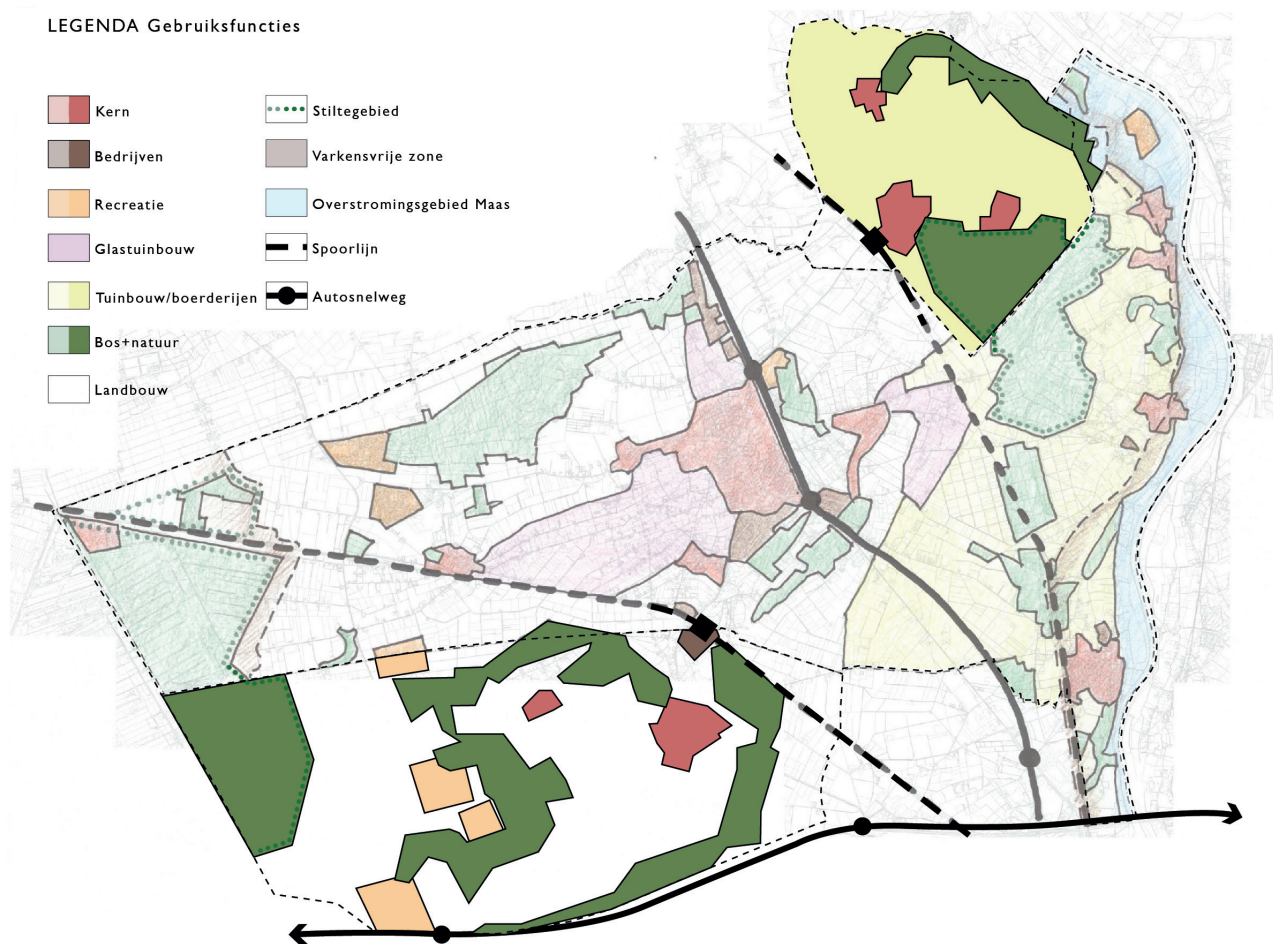 LEGENDA Gebruiksfuncties
Kern
Bedrijven
Recreatie
Glastuinbouw
Tuinbouw/boerderijen
Bos+natuur
Landbouw
Stiltegebied
Varkensvrije zone
Overstromingsgebied Maas
Spoorlijn
Autosnelweg